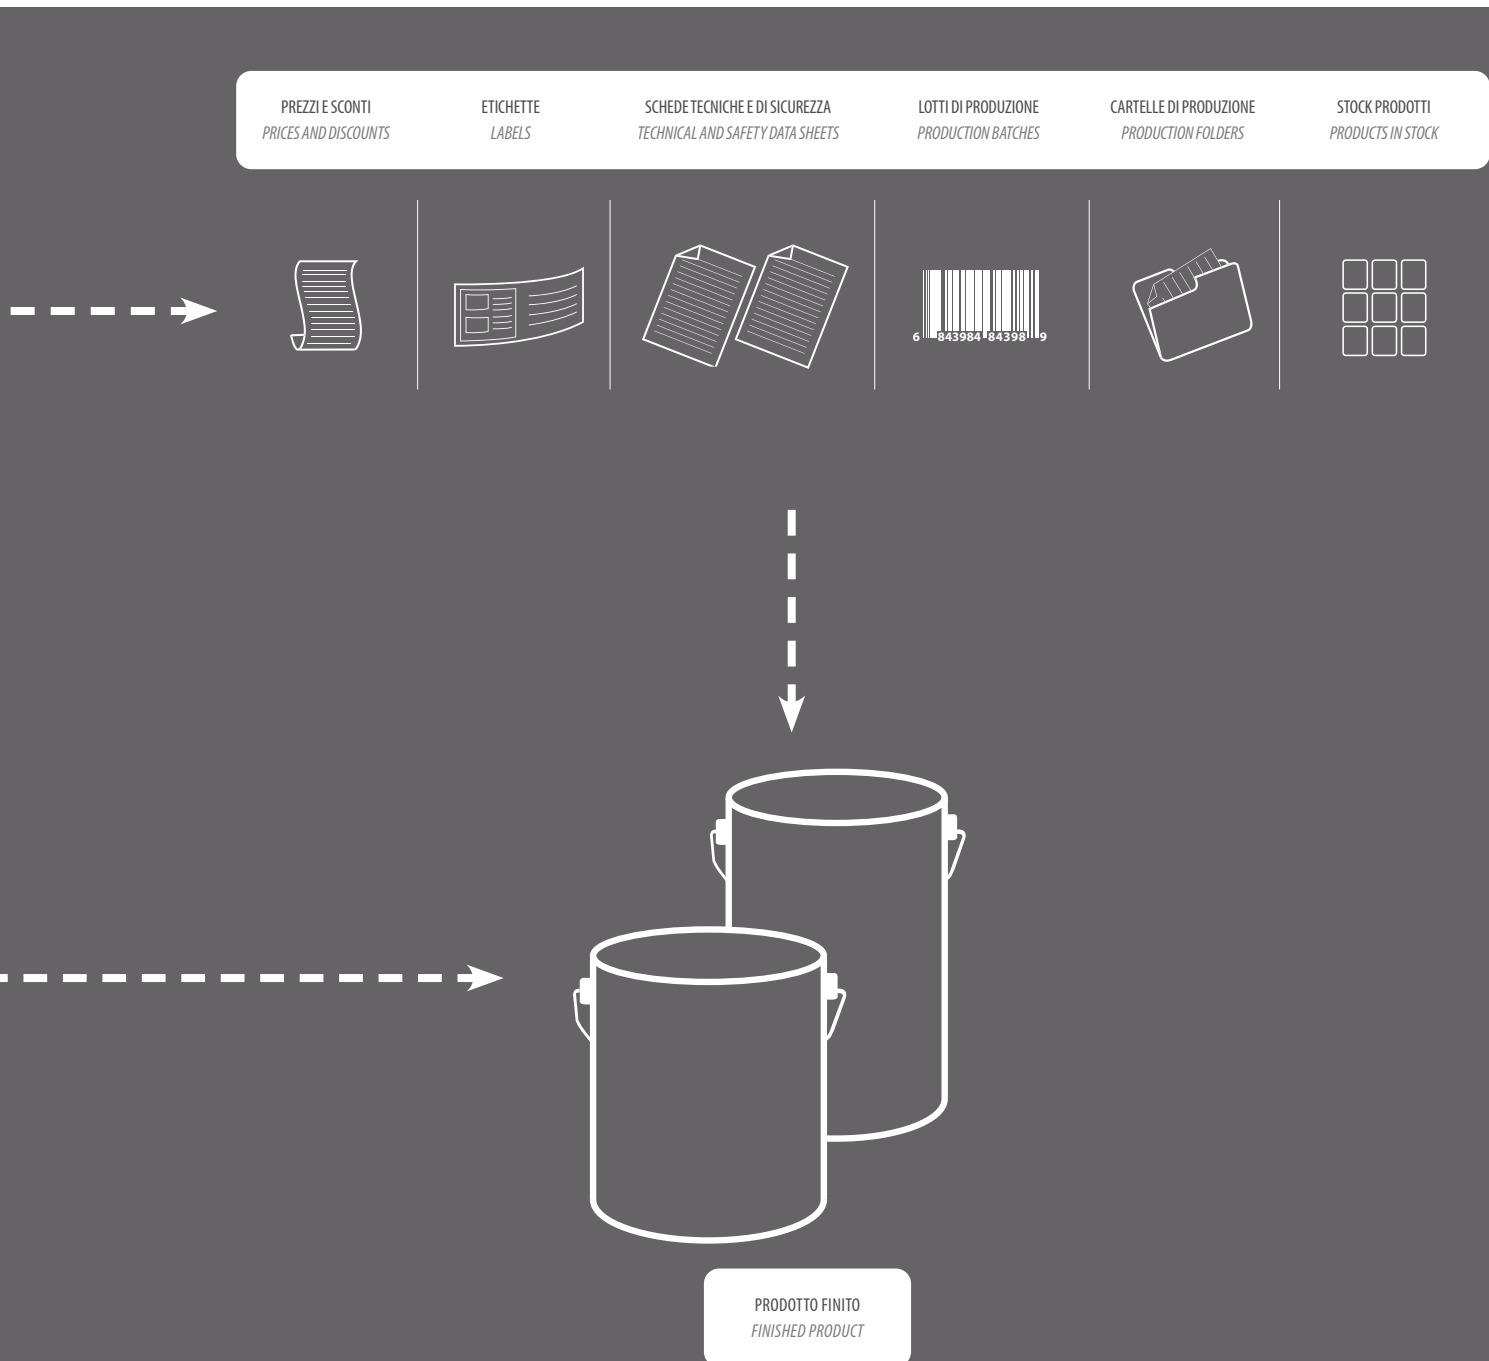 PREZZI E SCONTI
PRICES AND DISCOUNTS
ETICHETTE
LABELS
SCHEDE TECNICHE E DI SICUREZZA
TECHNICAL AND SAFETY DATA SHEETS
LOTTI DI PRODUZIONE
PRODUCTION BATCHES
CARTELLE DI PRODUZIONE
PRODUCTION FOLDERS
STOCK PRODOTTI
PRODUCTS IN STOCK
6 843984 84398 9
PRODOTTO FINITO
FINISHED PRODUCT